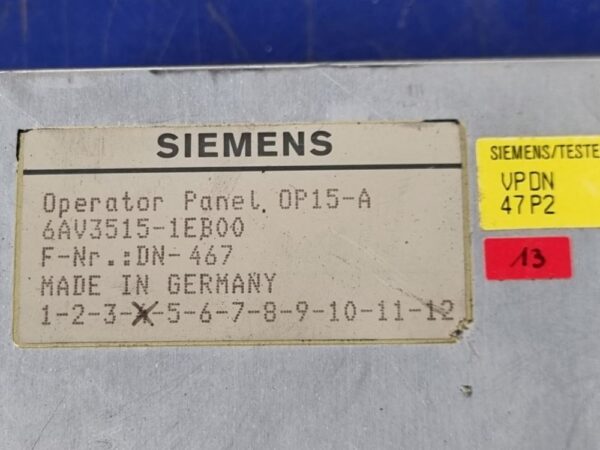 SIEMENS
Operator Panel OP15-A
6AV3515-1EB00
F-Nr.:DN-467
MADE IN GERMANY
1-2-3-X-5-6-7-8-9-10-11-12
SIEMENS/TESTE
VPDN
47P2
13